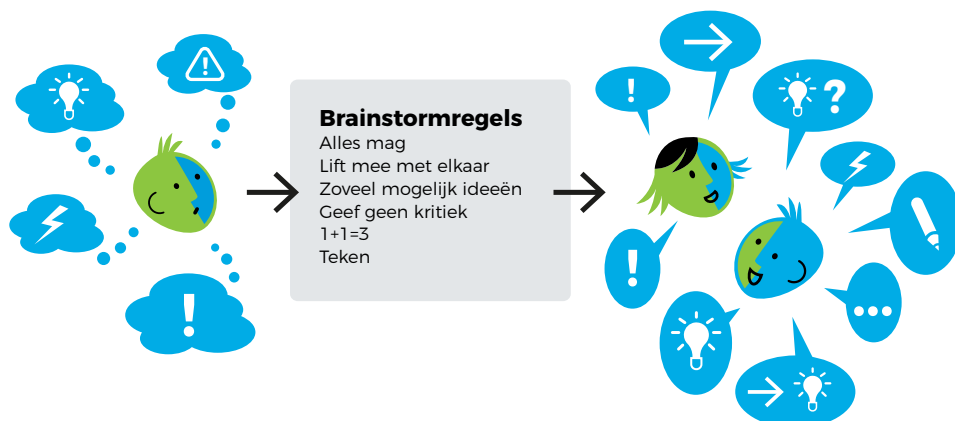 Brainstormregels
Alles mag
Lift mee met elkaar
Zoveel mogelijk ideeën
Geef geen kritiek
1+1=3
Teken